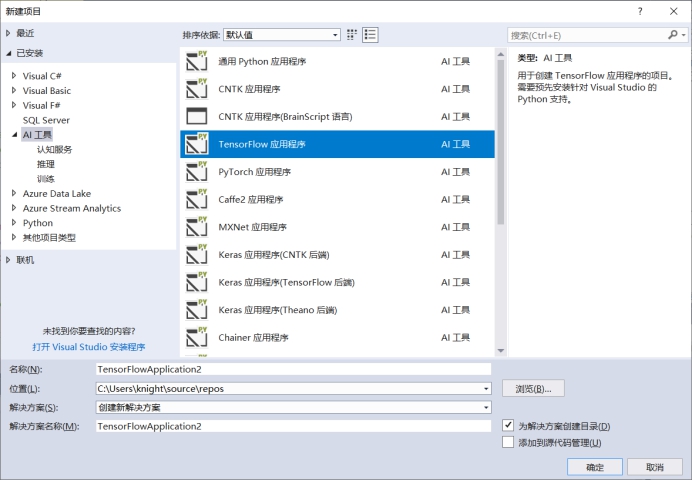 新建项目
? ×
最近
已安装
Visual C#
Visual Basic
Visual F#
SQL Server
AI 工具
认知服务
推理
训练
Azure Data Lake
Azure Stream Analytics
Python
其他项目类型
联机
未找到你要查找的内容?
打开 Visual Studio 安装程序
排序依据: 默认值
通用 Python 应用程序 AI 工具
CNTK 应用程序 AI 工具
CNTK 应用程序(BrainScript 语言) AI 工具
TensorFlow 应用程序 AI 工具
PyTorch 应用程序 AI 工具
Caffe2 应用程序 AI 工具
MXNet 应用程序 AI 工具
Keras 应用程序(CNTK 后端) AI 工具
Keras 应用程序(TensorFlow 后端) AI 工具
Keras 应用程序(Theano 后端) AI 工具
Chainer 应用程序 AI 工具
搜索(Ctrl+E)
类型: AI 工具
用于创建 TensorFlow 应用程序的项目。
需要预先安装针对 Visual Studio 的
Python 支持。
名称(N): TensorFlowApplication2
位置(L): C:\Users\knight\source\repos 浏览(B)...
解决方案(S): 创建新解决方案
解决方案名称(M): TensorFlowApplication2
为解决方案创建目录(D)
添加到源代码管理(U)
确定 取消